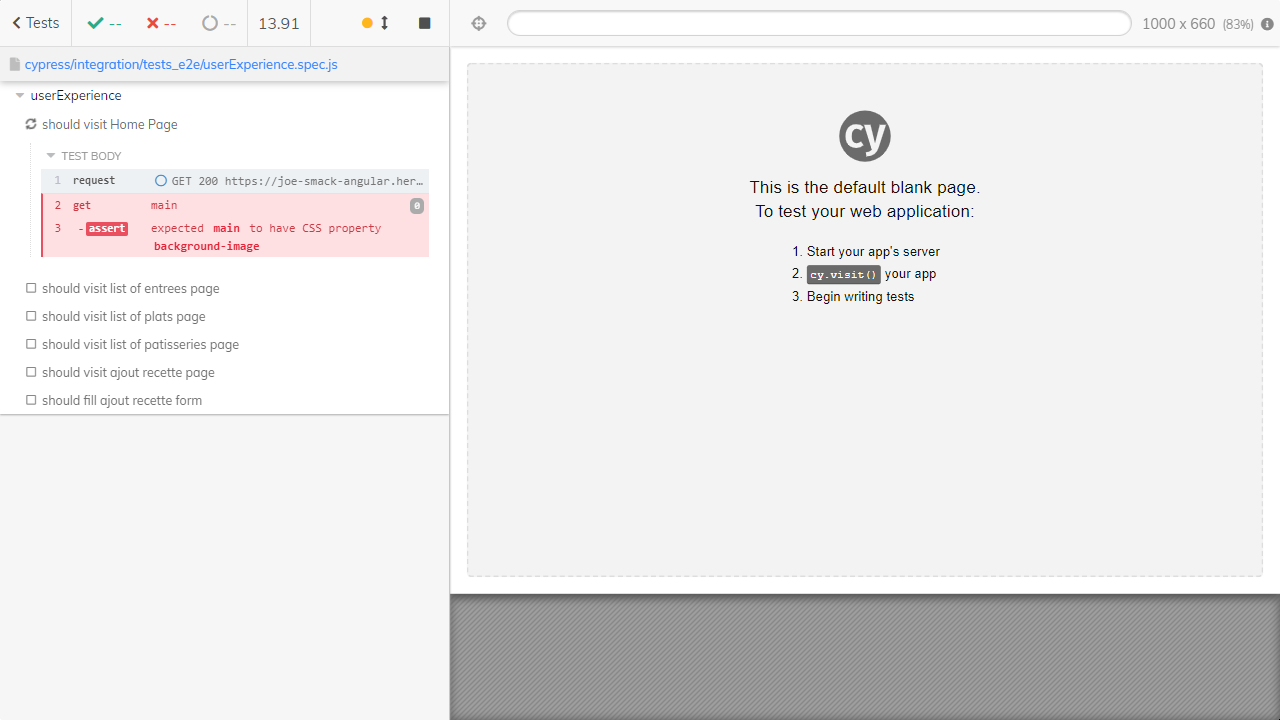 Tests -- -- -- 13.91 1000 x 660 (83%)
cypress/integration/tests_e2e/userExperience.spec.js
userExperience
should visit Home Page
TEST BODY
1 request GET 200 https://joe-smack-angular.her…
2 get main 0
3 -assert expected main to have CSS property
background-image
should visit list of entrees page
should visit list of plats page
should visit list of patisseries page
should visit ajout recette page
should fill ajout recette form
cy
This is the default blank page.
To test your web application:
1. Start your app's server
2. cy.visit() your app
3. Begin writing tests